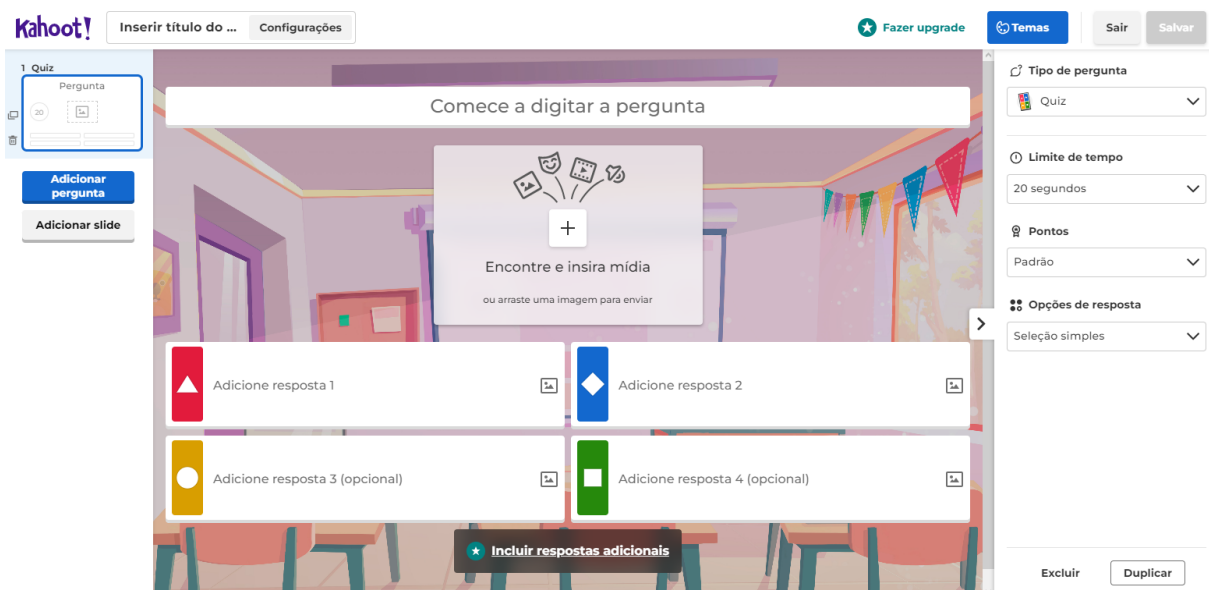 Kahoot!
Inserir título do ...
Configurações
Fazer upgrade
Temas
Sair
Salvar
1 Quiz
Pergunta
20
Adicionar
pergunta
Adicionar slide
Comece a digitar a pergunta
Encontre e insira mídia
ou arraste uma imagem para enviar
Adicione resposta 1
Adicione resposta 2
Adicione resposta 3 (opcional)
Adicione resposta 4 (opcional)
Incluir respostas adicionais
Tipo de pergunta
Quiz
Limite de tempo
20 segundos
Pontos
Padrão
Opções de resposta
Seleção simples
Excluir
Duplicar